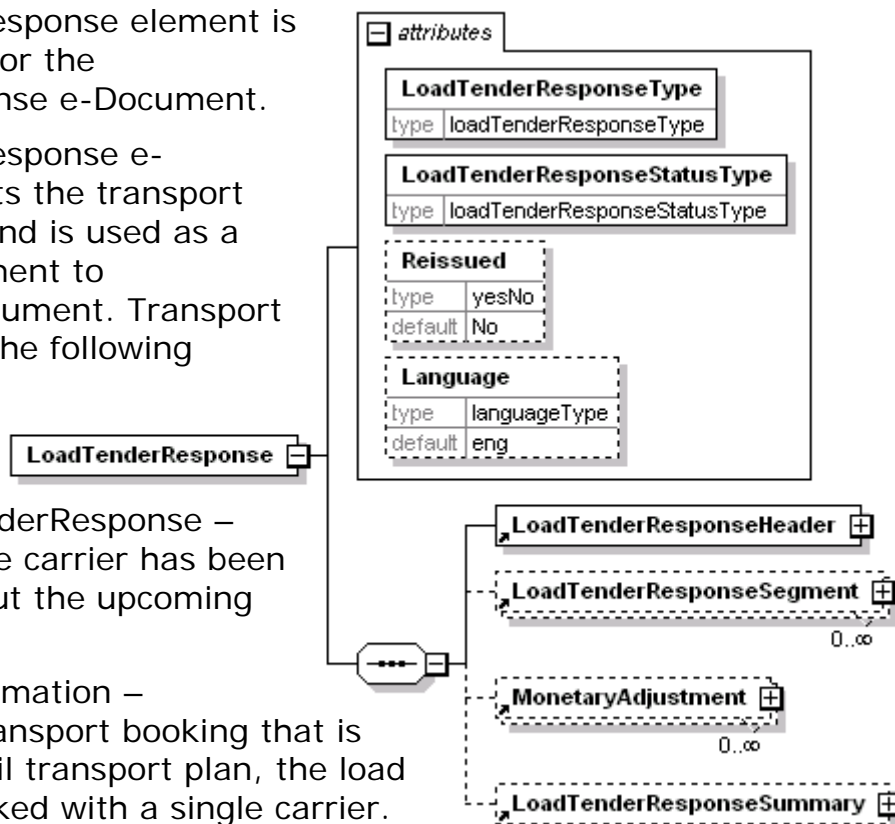 esponse element is
or the
nse e-Document.
esponse e-
ts the transport
nd is used as a
nent to
ument. Transport
he following
nderResponse –
e carrier has been
ut the upcoming
mation –
ansport booking that is
il transport plan, the load
ked with a single carrier.
attributes
LoadTenderResponseType
type loadTenderResponseType
LoadTenderResponseStatusType
type loadTenderResponseStatusType
Reissued
type yesNo
default No
Language
type languageType
default eng
LoadTenderResponse
LoadTenderResponseHeader
LoadTenderResponseSegment
0..∞
MonetaryAdjustment
0..∞
LoadTenderResponseSummary